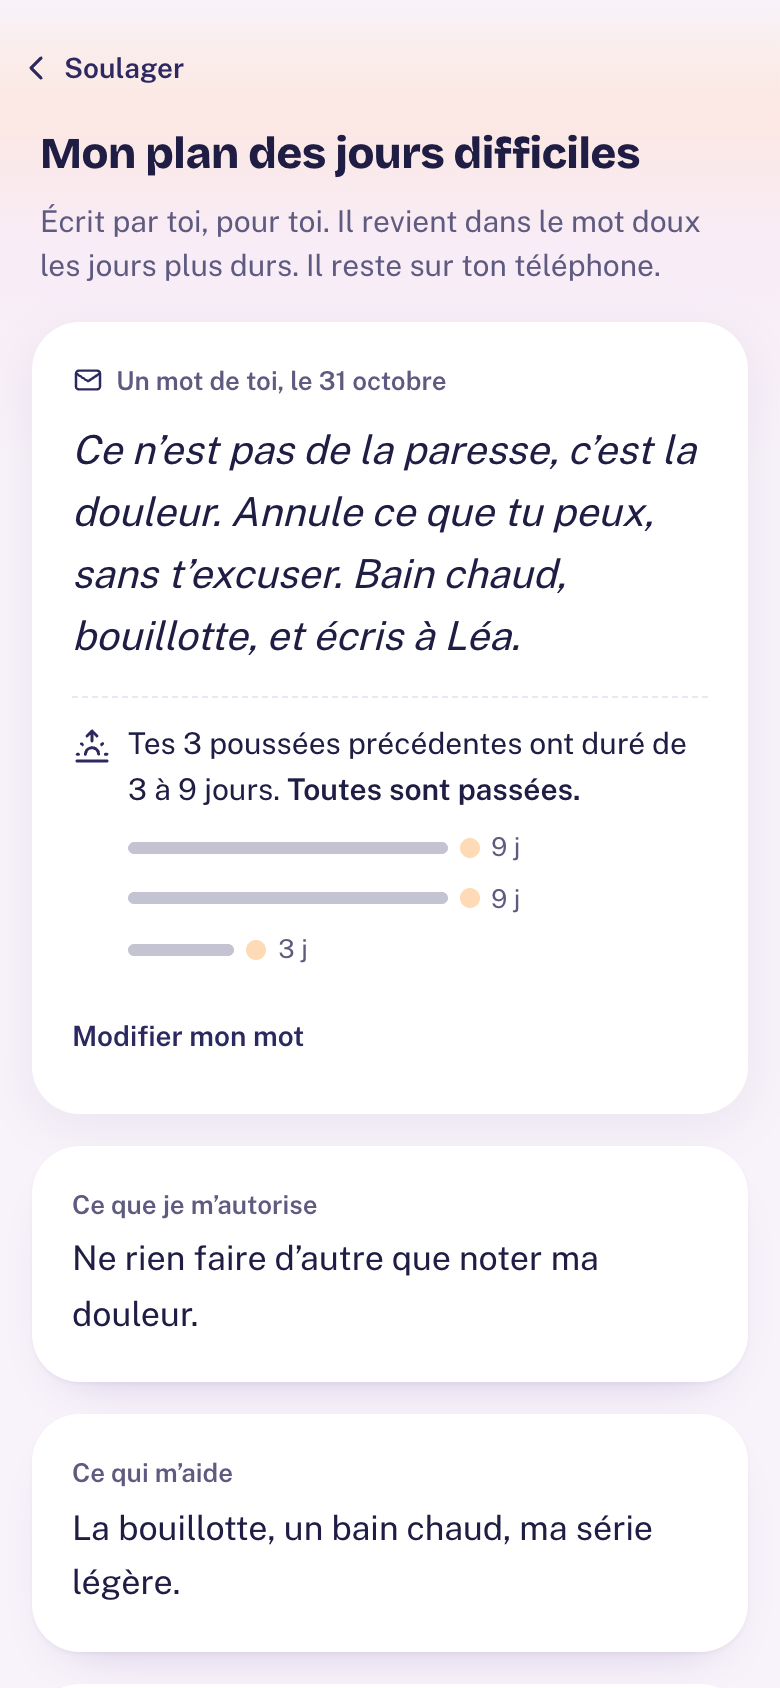 Soulager
Mon plan des jours difficiles
Écrit par toi, pour toi. Il revient dans le mot doux
les jours plus durs. Il reste sur ton téléphone.
Un mot de toi, le 31 octobre
Ce n’est pas de la paresse, c’est la
douleur. Annule ce que tu peux,
sans t’excuser. Bain chaud,
bouillotte, et écris à Léa.
Tes 3 poussées précédentes ont duré de
3 à 9 jours. Toutes sont passées.
9 j
9 j
3 j
Modifier mon mot
Ce que je m’autorise
Ne rien faire d’autre que noter ma
douleur.
Ce qui m’aide
La bouillotte, un bain chaud, ma série
légère.